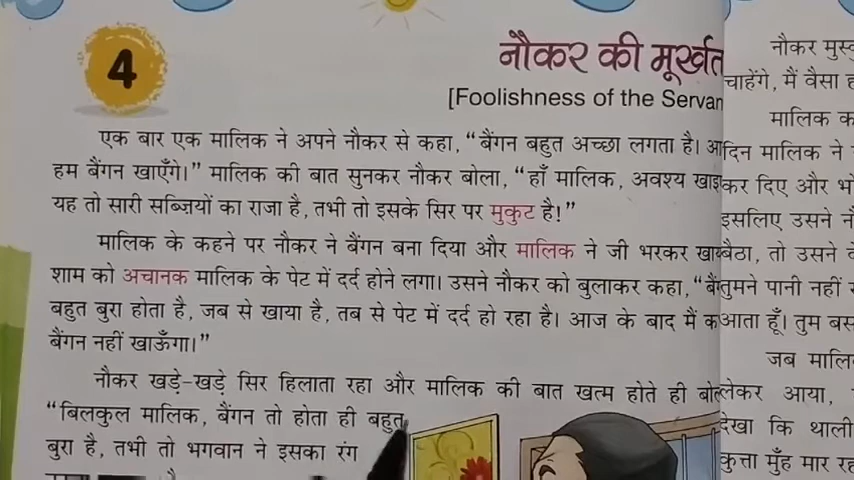 4
नौकर की मूर्खत
[Foolishness of the Servan
एक बार एक मालिक ने अपने नौकर से कहा, “बैंगन बहुत अच्छा लगता है।
हम बैंगन खाएँगे।” मालिक की बात सुनकर नौकर बोला, “हाँ मालिक, अवश्य
यह तो सारी सब्ज़ियों का राजा है, तभी तो इसके सिर पर मुकुट है!”
मालिक के कहने पर नौकर ने बैंगन बना दिया और मालिक ने जी भरकर
शाम को अचानक मालिक के पेट में दर्द होने लगा। उसने नौकर को बुलाकर कहा,
बहुत बुरा होता है, जब से खाया है, तब से पेट में दर्द हो रहा है। आज के बाद मैं
बैंगन नहीं खाऊँगा।”
नौकर खड़े-खड़े सिर हिलाता रहा और मालिक की बात खत्म होते ही
“बिलकुल मालिक, बैंगन तो होता ही बहुत
बुरा है, तभी तो भगवान ने इसका रंग
नौकर
चाहेंगे, मैं वैसा
मालिक
दिन मालिक ने
कर दिए और
इसलिए उसने
बैठा, तो उसने
तुमने पानी नहीं
आता हूँ। तुम बस
जब
लेकर आया,
देखा कि थाली
कुत्ता मुँह मार